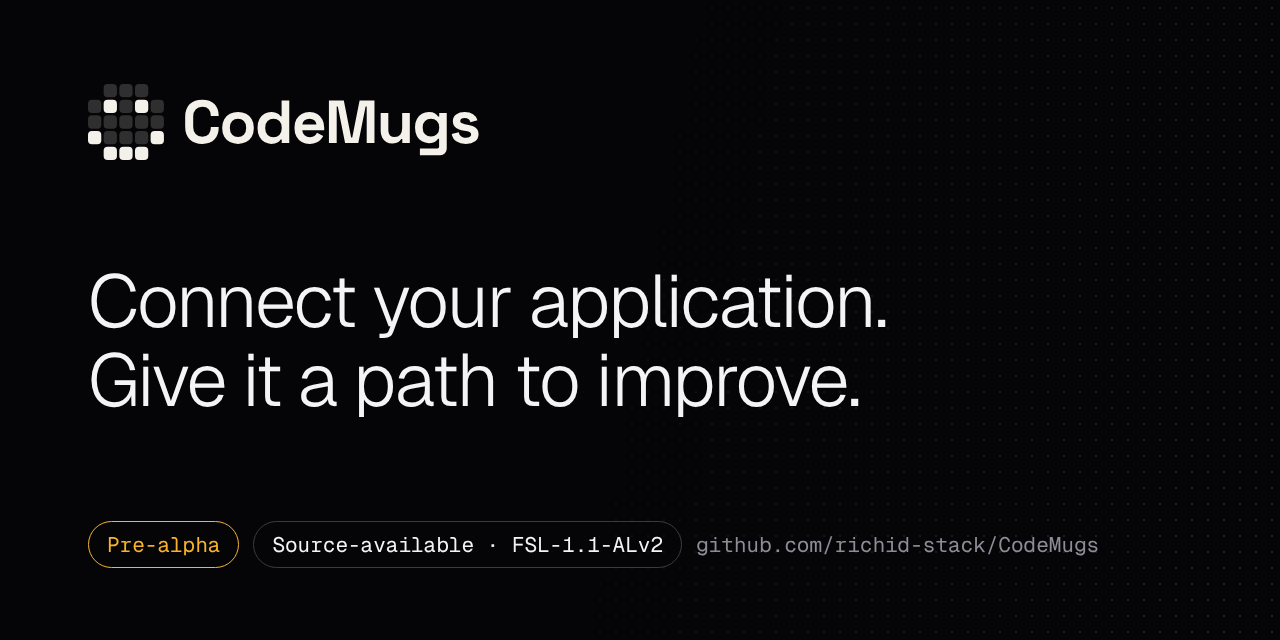 CodeMugs
Connect your application.
Give it a path to improve.
Pre-alpha
Source-available · FSL-1.1-ALv2
github.com/richid-stack/CodeMugs